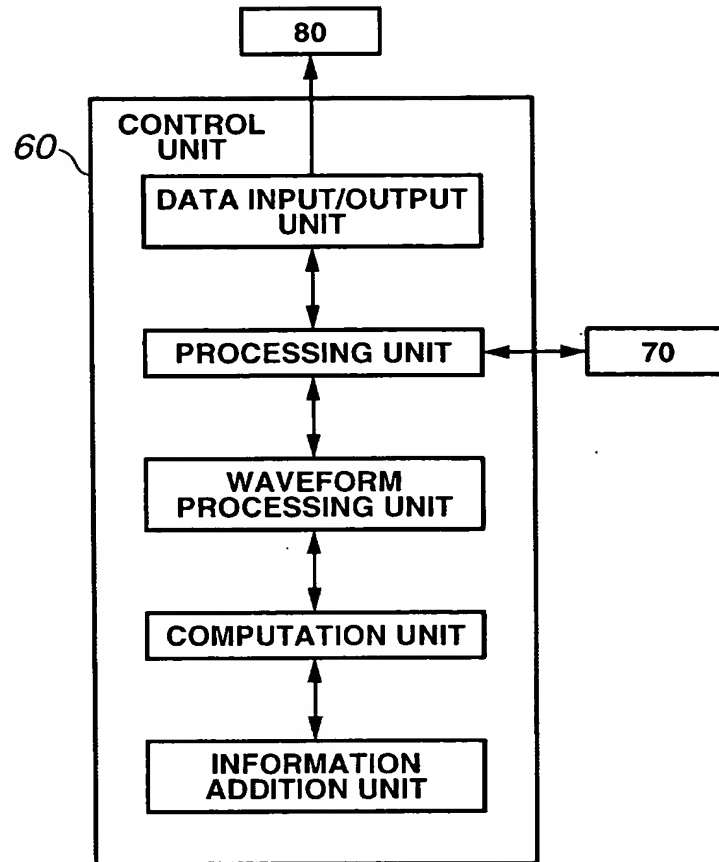 80
CONTROL
UNIT
60
DATA INPUT/OUTPUT
UNIT
PROCESSING UNIT
70
WAVEFORM
PROCESSING UNIT
COMPUTATION UNIT
INFORMATION
ADDITION UNIT